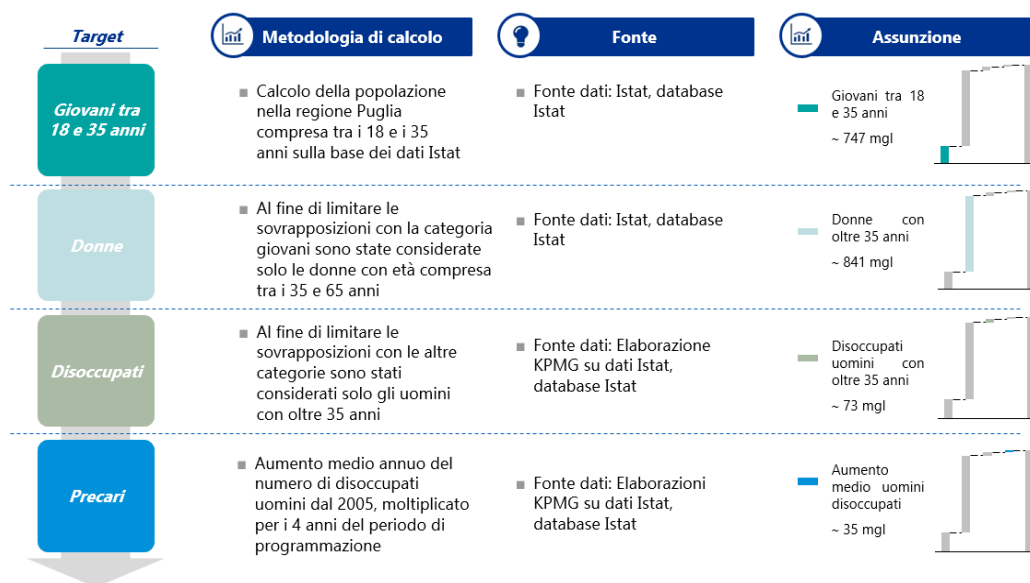 Target
Metodologia di calcolo
Fonte
Assunzione
Giovani tra
18 e 35 anni
Calcolo della popolazione
nella regione Puglia
compresa tra i 18 e i 35
anni sulla base dei dati Istat
Fonte dati: Istat, database
Istat
Giovani tra 18
e 35 anni
~ 747 mgl
Donne
Al fine di limitare le
sovrapposizioni con la categoria
giovani sono state considerate
solo le donne con età compresa
tra i 35 e 65 anni
Fonte dati: Istat, database
Istat
Donne con
oltre 35 anni
~ 841 mgl
Disoccupati
Al fine di limitare le
sovrapposizioni con le altre
categorie sono stati
considerati solo gli uomini
con oltre 35 anni
Fonte dati: Elaborazione
KPMG su dati Istat,
database Istat
Disoccupati
uomini con
oltre 35 anni
~ 73 mgl
Precari
Aumento medio annuo del
numero di disoccupati
uomini dal 2005, moltiplicato
per i 4 anni del periodo di
programmazione
Fonte dati: Elaborazioni
KPMG su dati Istat,
database Istat
Aumento
medio uomini
disoccupati
~ 35 mgl